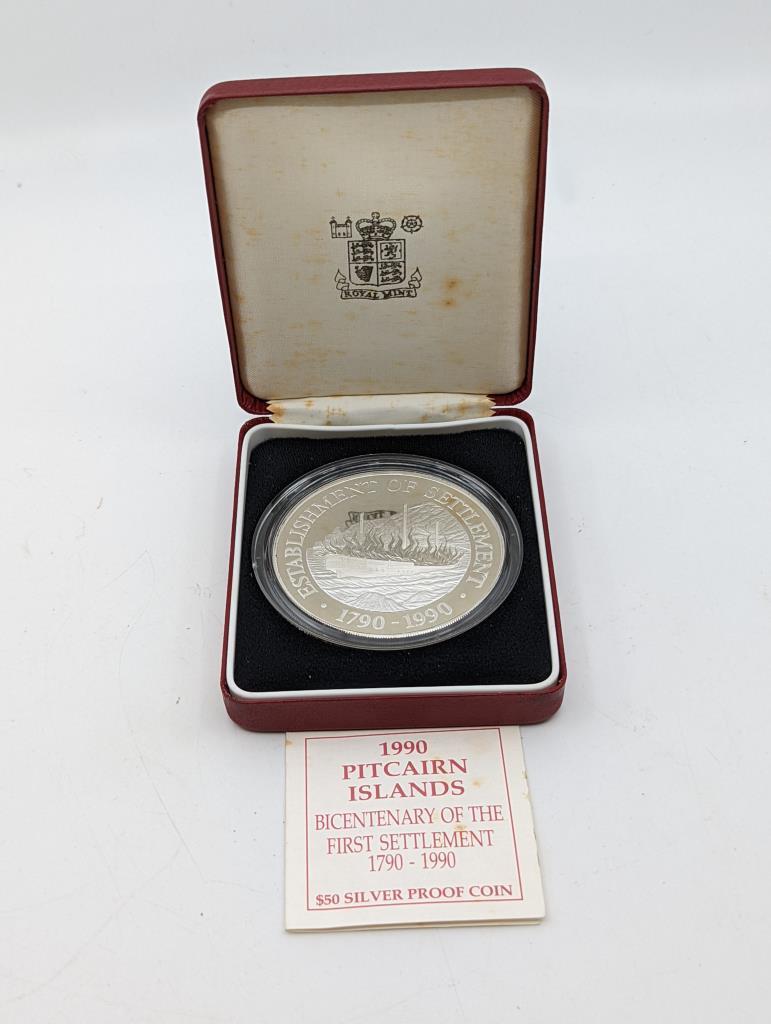 ROYAL MINT
ESTABLISHMENT OF SETTLEMENT
· 1790 - 1990 ·
1990
PITCAIRN
ISLANDS
BICENTENARY OF THE
FIRST SETTLEMENT
1790 - 1990
$50 SILVER PROOF COIN